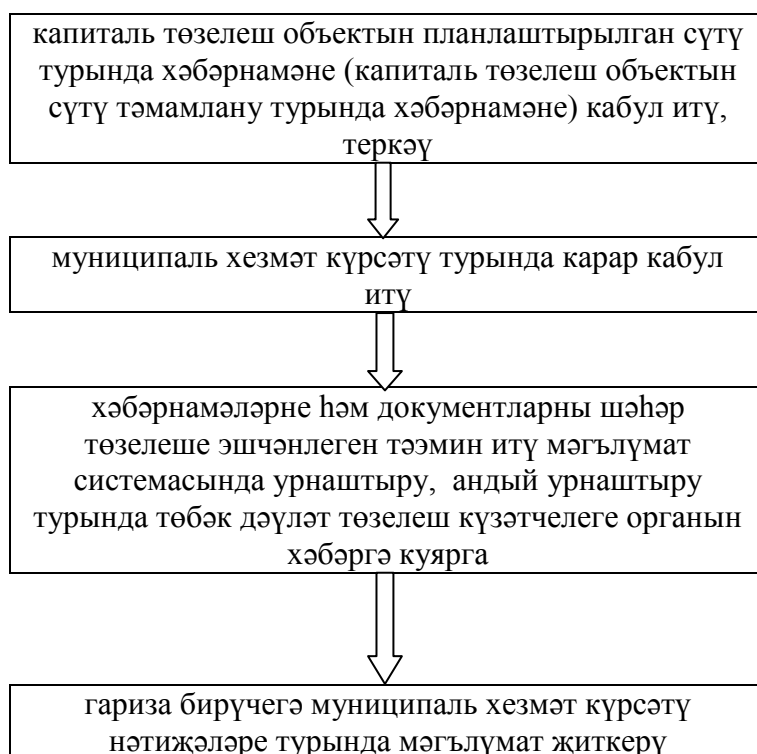 капиталь төзелеш объектын планлаштырылган сүтү
турында хәбәрнамәне (капиталь төзелеш объектын
сүтү тәмамлану турында хәбәрнамәне) кабул итү,
теркәү
муниципаль хезмәт күрсәтү турында карар кабул
итү
хәбәрнамәләрне һәм документларны шәһәр
төзелеше эшчәнлеген тәэмин итү мәгълүмат
системасында урнаштыру, андый урнаштыру
турында төбәк дәүләт төзелеш күзәтчелеге органын
хәбәргә куярга
гариза бирүчегә муниципаль хезмәт күрсәтү
нәтиҗәләре турында мәгълүмат җиткерү